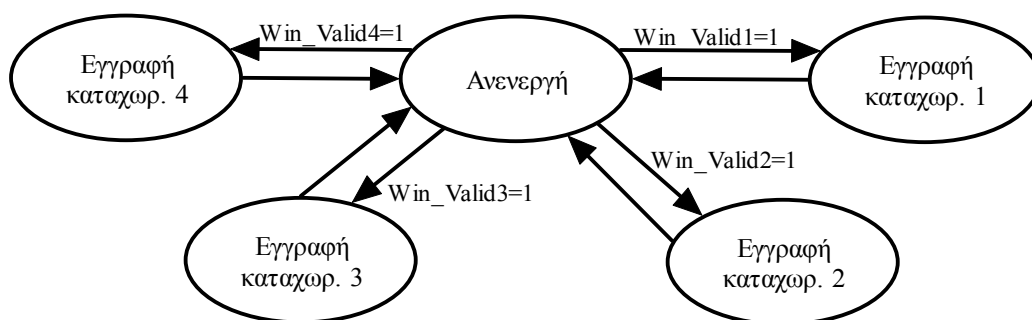 Win_Valid4=1
Win_Valid1=1
Εγγραφή
καταχωρ. 4
Ανενεργή
Εγγραφή
καταχωρ. 1
Win_Valid2=1
Win_Valid3=1
Εγγραφή
καταχωρ. 3
Εγγραφή
καταχωρ. 2